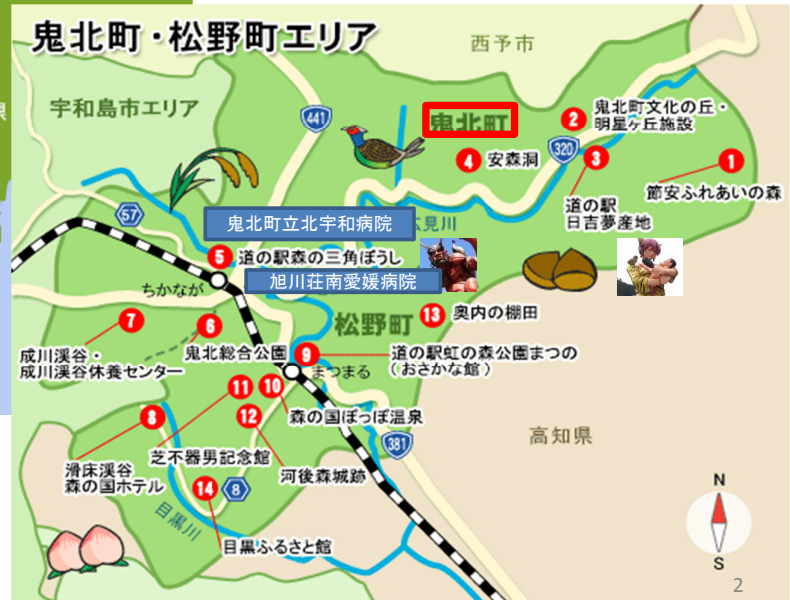 鬼北町・松野町エリア
西予市
宇和島市エリア
441
鬼北町
2
鬼北町文化の丘・
明星ヶ丘施設
320
4 安森洞
3
1
節安ふれあいの森
道の駅
日吉夢産地
57
鬼北町立北宇和病院
広見川
5 道の駅森の三角ぼうし
旭川荘南愛媛病院
ちかなが
7
6
松野町
13 奥内の棚田
成川渓谷・
成川渓谷休養センター
鬼北総合公園
9
道の駅虹の森公園まつの
(おさかな館)
まつまる
11
10
8
12
森の国ぽっぽ温泉
381
高知県
芝不器男記念館
滑床渓谷
森の国ホテル
河後森城跡
14
8
目黒川
目黒ふるさと館
N
S
2